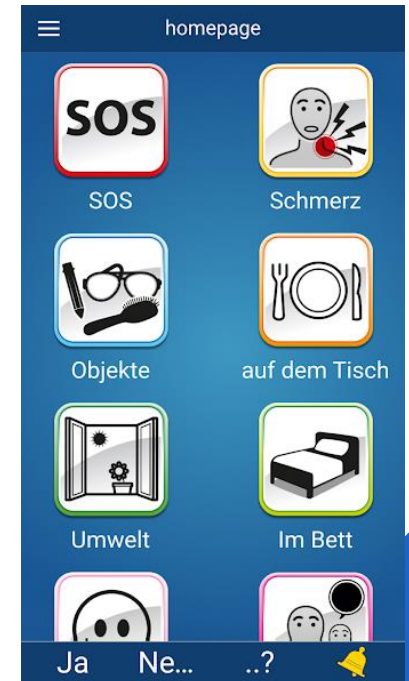 homepage
SOS
SOS
Schmerz
Objekte
auf dem Tisch
Umwelt
Im Bett
Ja Ne... ..?